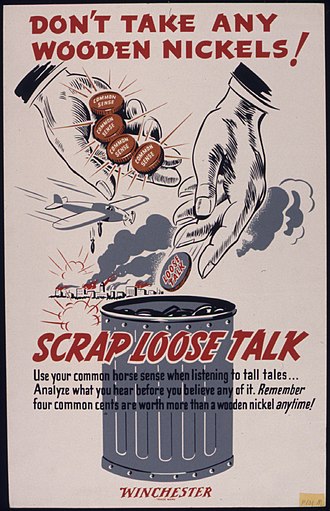 DON'T TAKE ANY
WOODEN NICKELS!
COMMON
SENSE
COMMON
SENSE
COMMON
SENSE
COMMON
SENSE
LOOSE
TALK
SCRAP LOOSE TALK
Use your common horse sense when listening to tall tales...
Analyze what you hear before you believe any of it. Remember
four common cents are worth more than a wooden nickel anytime!
WINCHESTER
TRADE MARK